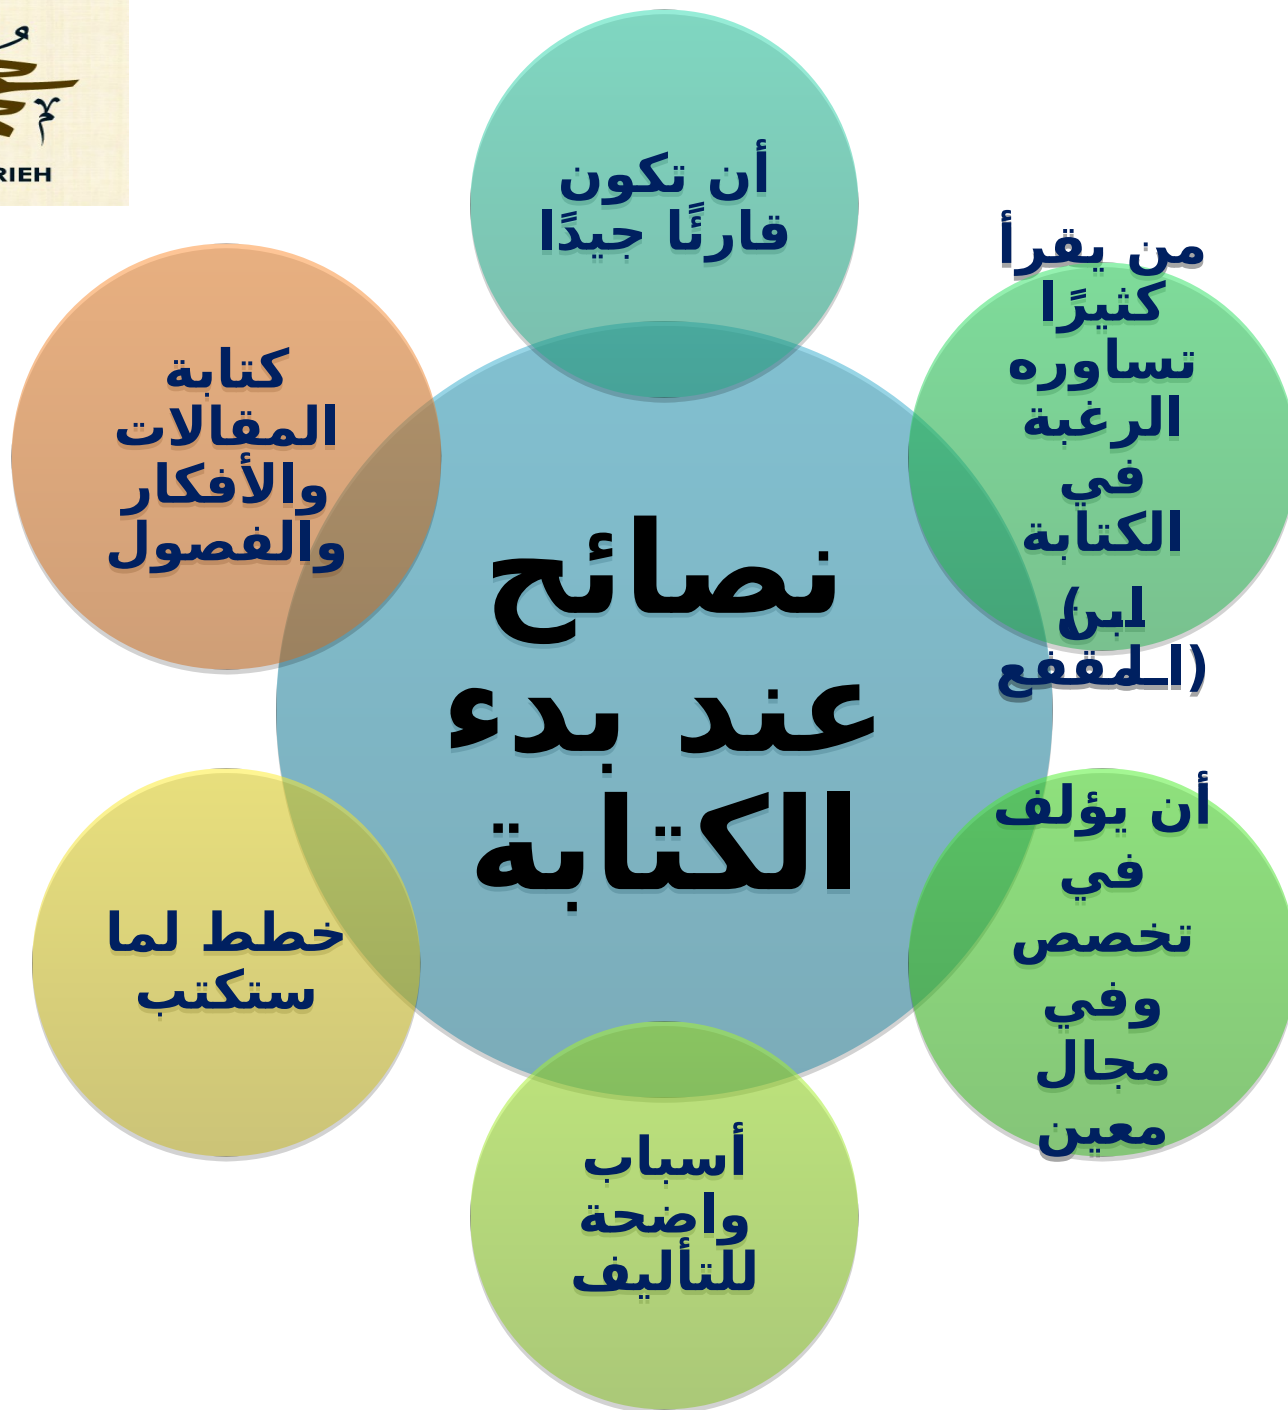 RIEH
أن تكون
قارئًا جيدًا
من يقرأ
كثيرًا
تساوره
الرغبة
في
الكتابة
(ابن
المقفع)
أن يؤلف
في
تخصص
وفي
مجال
معين
أسباب
واضحة
للتأليف
خطط لما
ستكتب
كتابة
المقالات
والأفكار
والفصول
نصائح
عند بدء
الكتابة